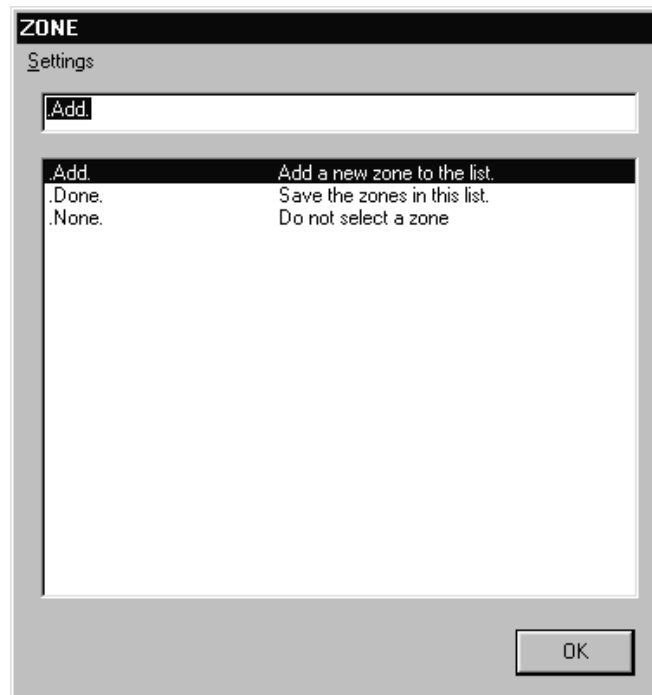 ZONE
Settings
.Add.
.Add. Add a new zone to the list.
.Done. Save the zones in this list.
.None. Do not select a zone
OK